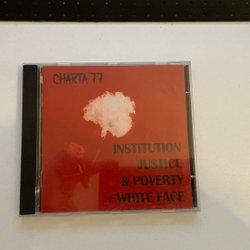 CHARTA 77
INSTITUTION
JUSTICE
& POVERTY
+ WHITE FACE